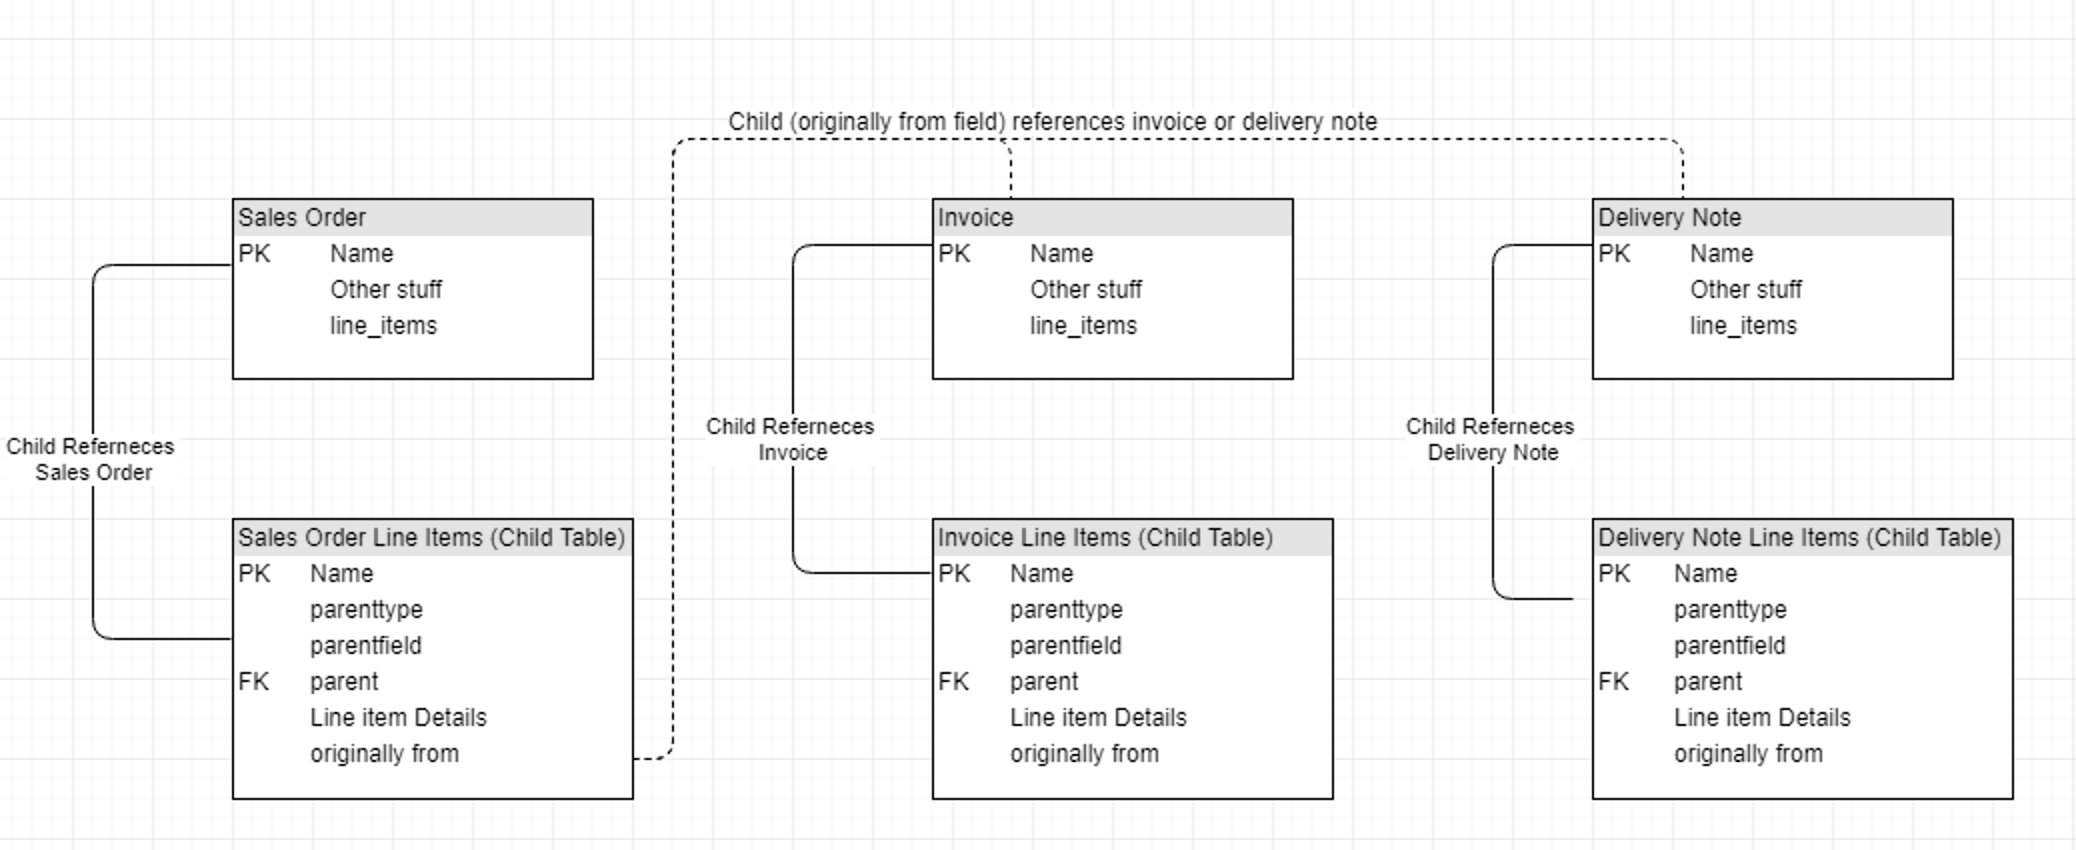 Child (originally from field) references invoice or delivery note
Sales Order
PK Name
Other stuff
line_items
Child Referneces
Sales Order
Sales Order Line Items (Child Table)
PK Name
parenttype
parentfield
FK parent
Line item Details
originally from
Invoice
PK Name
Other stuff
line_items
Child Referneces
Invoice
Invoice Line Items (Child Table)
PK Name
parenttype
parentfield
FK parent
Line item Details
originally from
Delivery Note
PK Name
Other stuff
line_items
Child Referneces
Delivery Note
Delivery Note Line Items (Child Table)
PK Name
parenttype
parentfield
FK parent
Line item Details
originally from